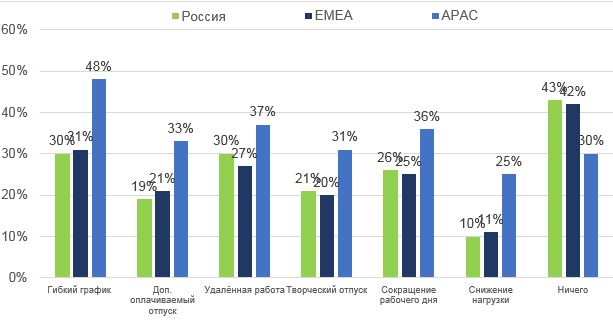 Россия EMEA APAC
60%
50%
40%
30%
20%
10%
0%
30% 31% 48%
19% 21% 33%
30% 27% 37%
21% 20% 31%
26% 25% 36%
10% 11% 25%
43% 42% 30%
Гибкий график
Доп.
оплачиваемый
отпуск
Удалённая работа
Творческий отпуск
Сокращение
рабочего дня
Снижение
нагрузки
Ничего